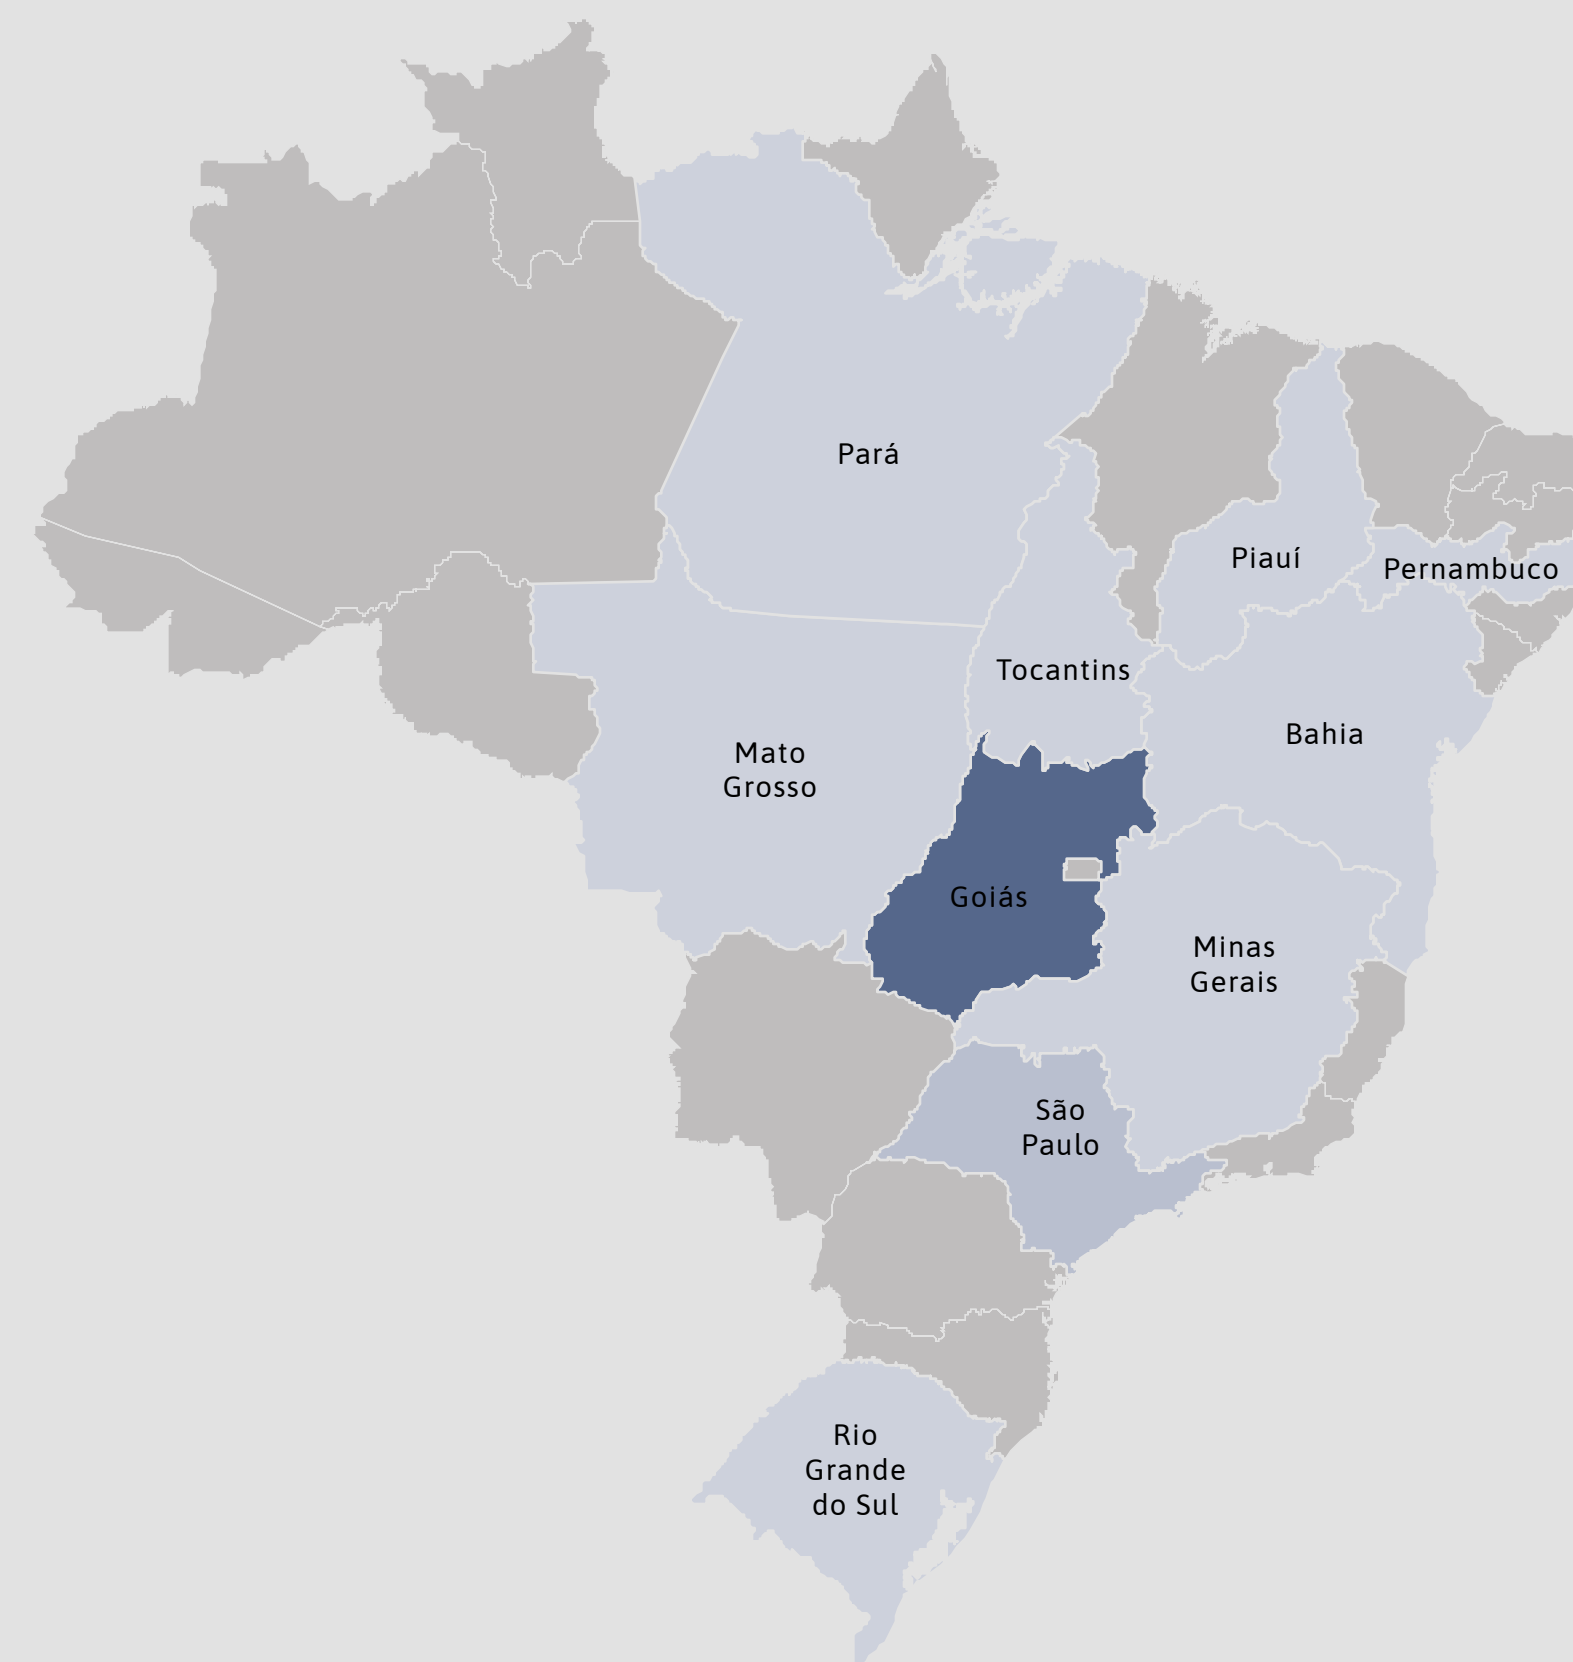 Pará
Piauí
Pernambuco
Tocantins
Bahia
Mato
Grosso
Goiás
Minas
Gerais
São
Paulo
Rio
Grande
do Sul